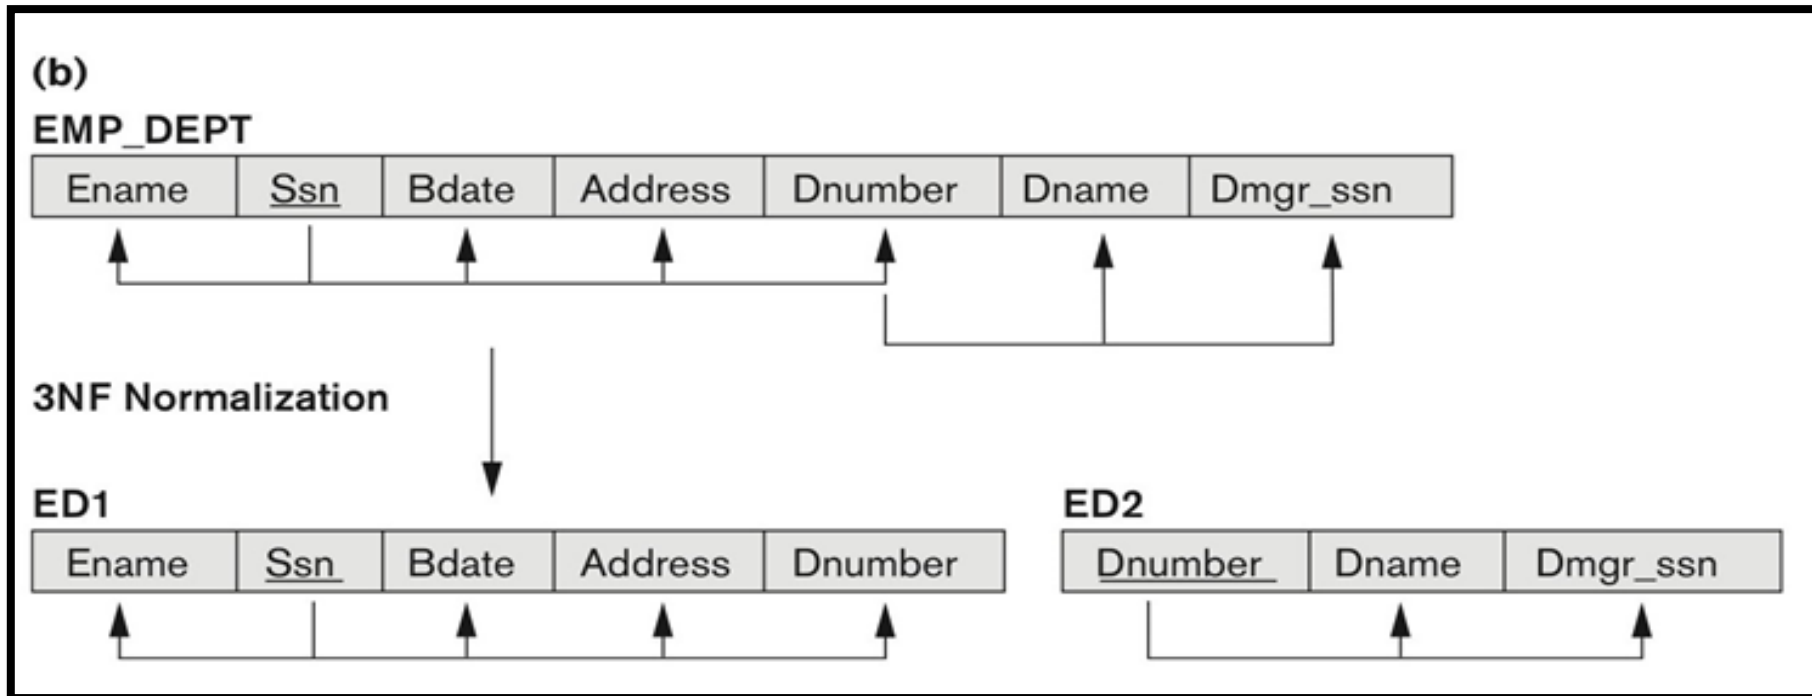 (b)
EMP_DEPT
Ename Ssn Bdate Address Dnumber Dname Dmgr_ssn
3NF Normalization
ED1
Ename Ssn Bdate Address Dnumber
ED2
Dnumber Dname Dmgr_ssn